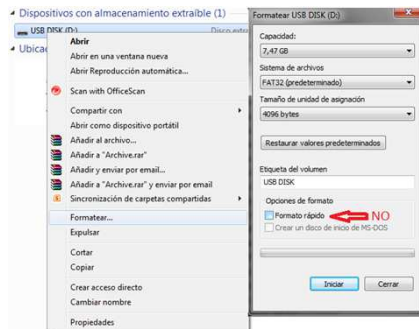 Dispositivos con almacenamiento extraíble (1)
USB DISK (D:)
Disco extra
Ubica
Abrir
Abrir en una ventana nueva
Abrir Reproducción automática...
Scan with OfficeScan
Compartir con
Abrir como dispositivo portátil
Añadir al archivo...
Añadir a "Archive.rar"
Añadir y enviar por email...
Añadir a "Archive.rar" y enviar por email
Sincronización de carpetas compartidas
Formatear...
Expulsar
Cortar
Copiar
Crear acceso directo
Cambiar nombre
Propiedades
Formatear USB DISK (D:)
Capacidad:
7,47 GB
Sistema de archivos
FAT32 (predeterminado)
Tamaño de unidad de asignación
4096 bytes
Restaurar valores predeterminados
Etiqueta del volumen
USB DISK
Opciones de formato
Formato rápido NO
Crear un disco de inicio de MS-DOS
Iniciar Cerrar